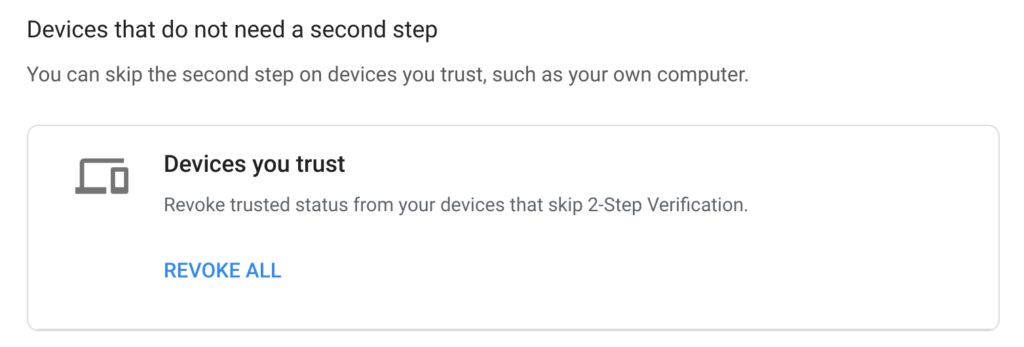 Devices that do not need a second step
You can skip the second step on devices you trust, such as your own computer.
Devices you trust
Revoke trusted status from your devices that skip 2-Step Verification.
REVOKE ALL